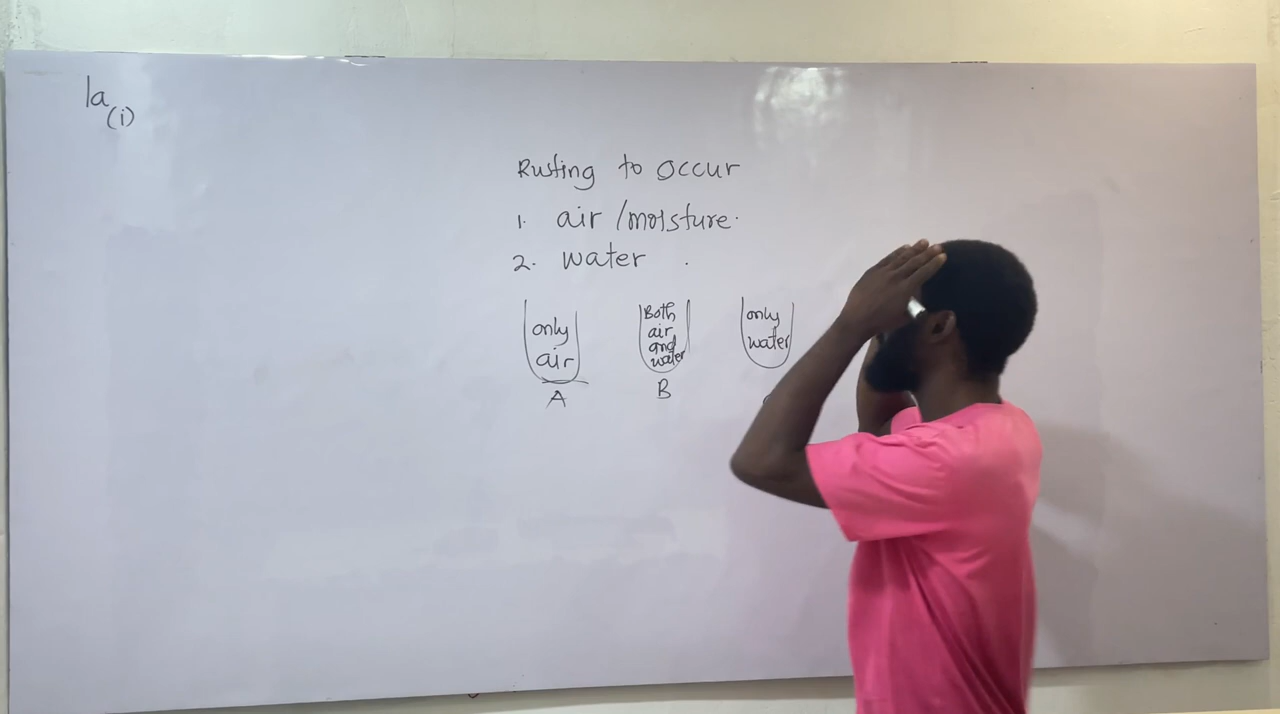 1a
(i)
Rusting to occur
1. air /moisture.
2. water .
only
air
A
Both
air
and
water
B
only
water